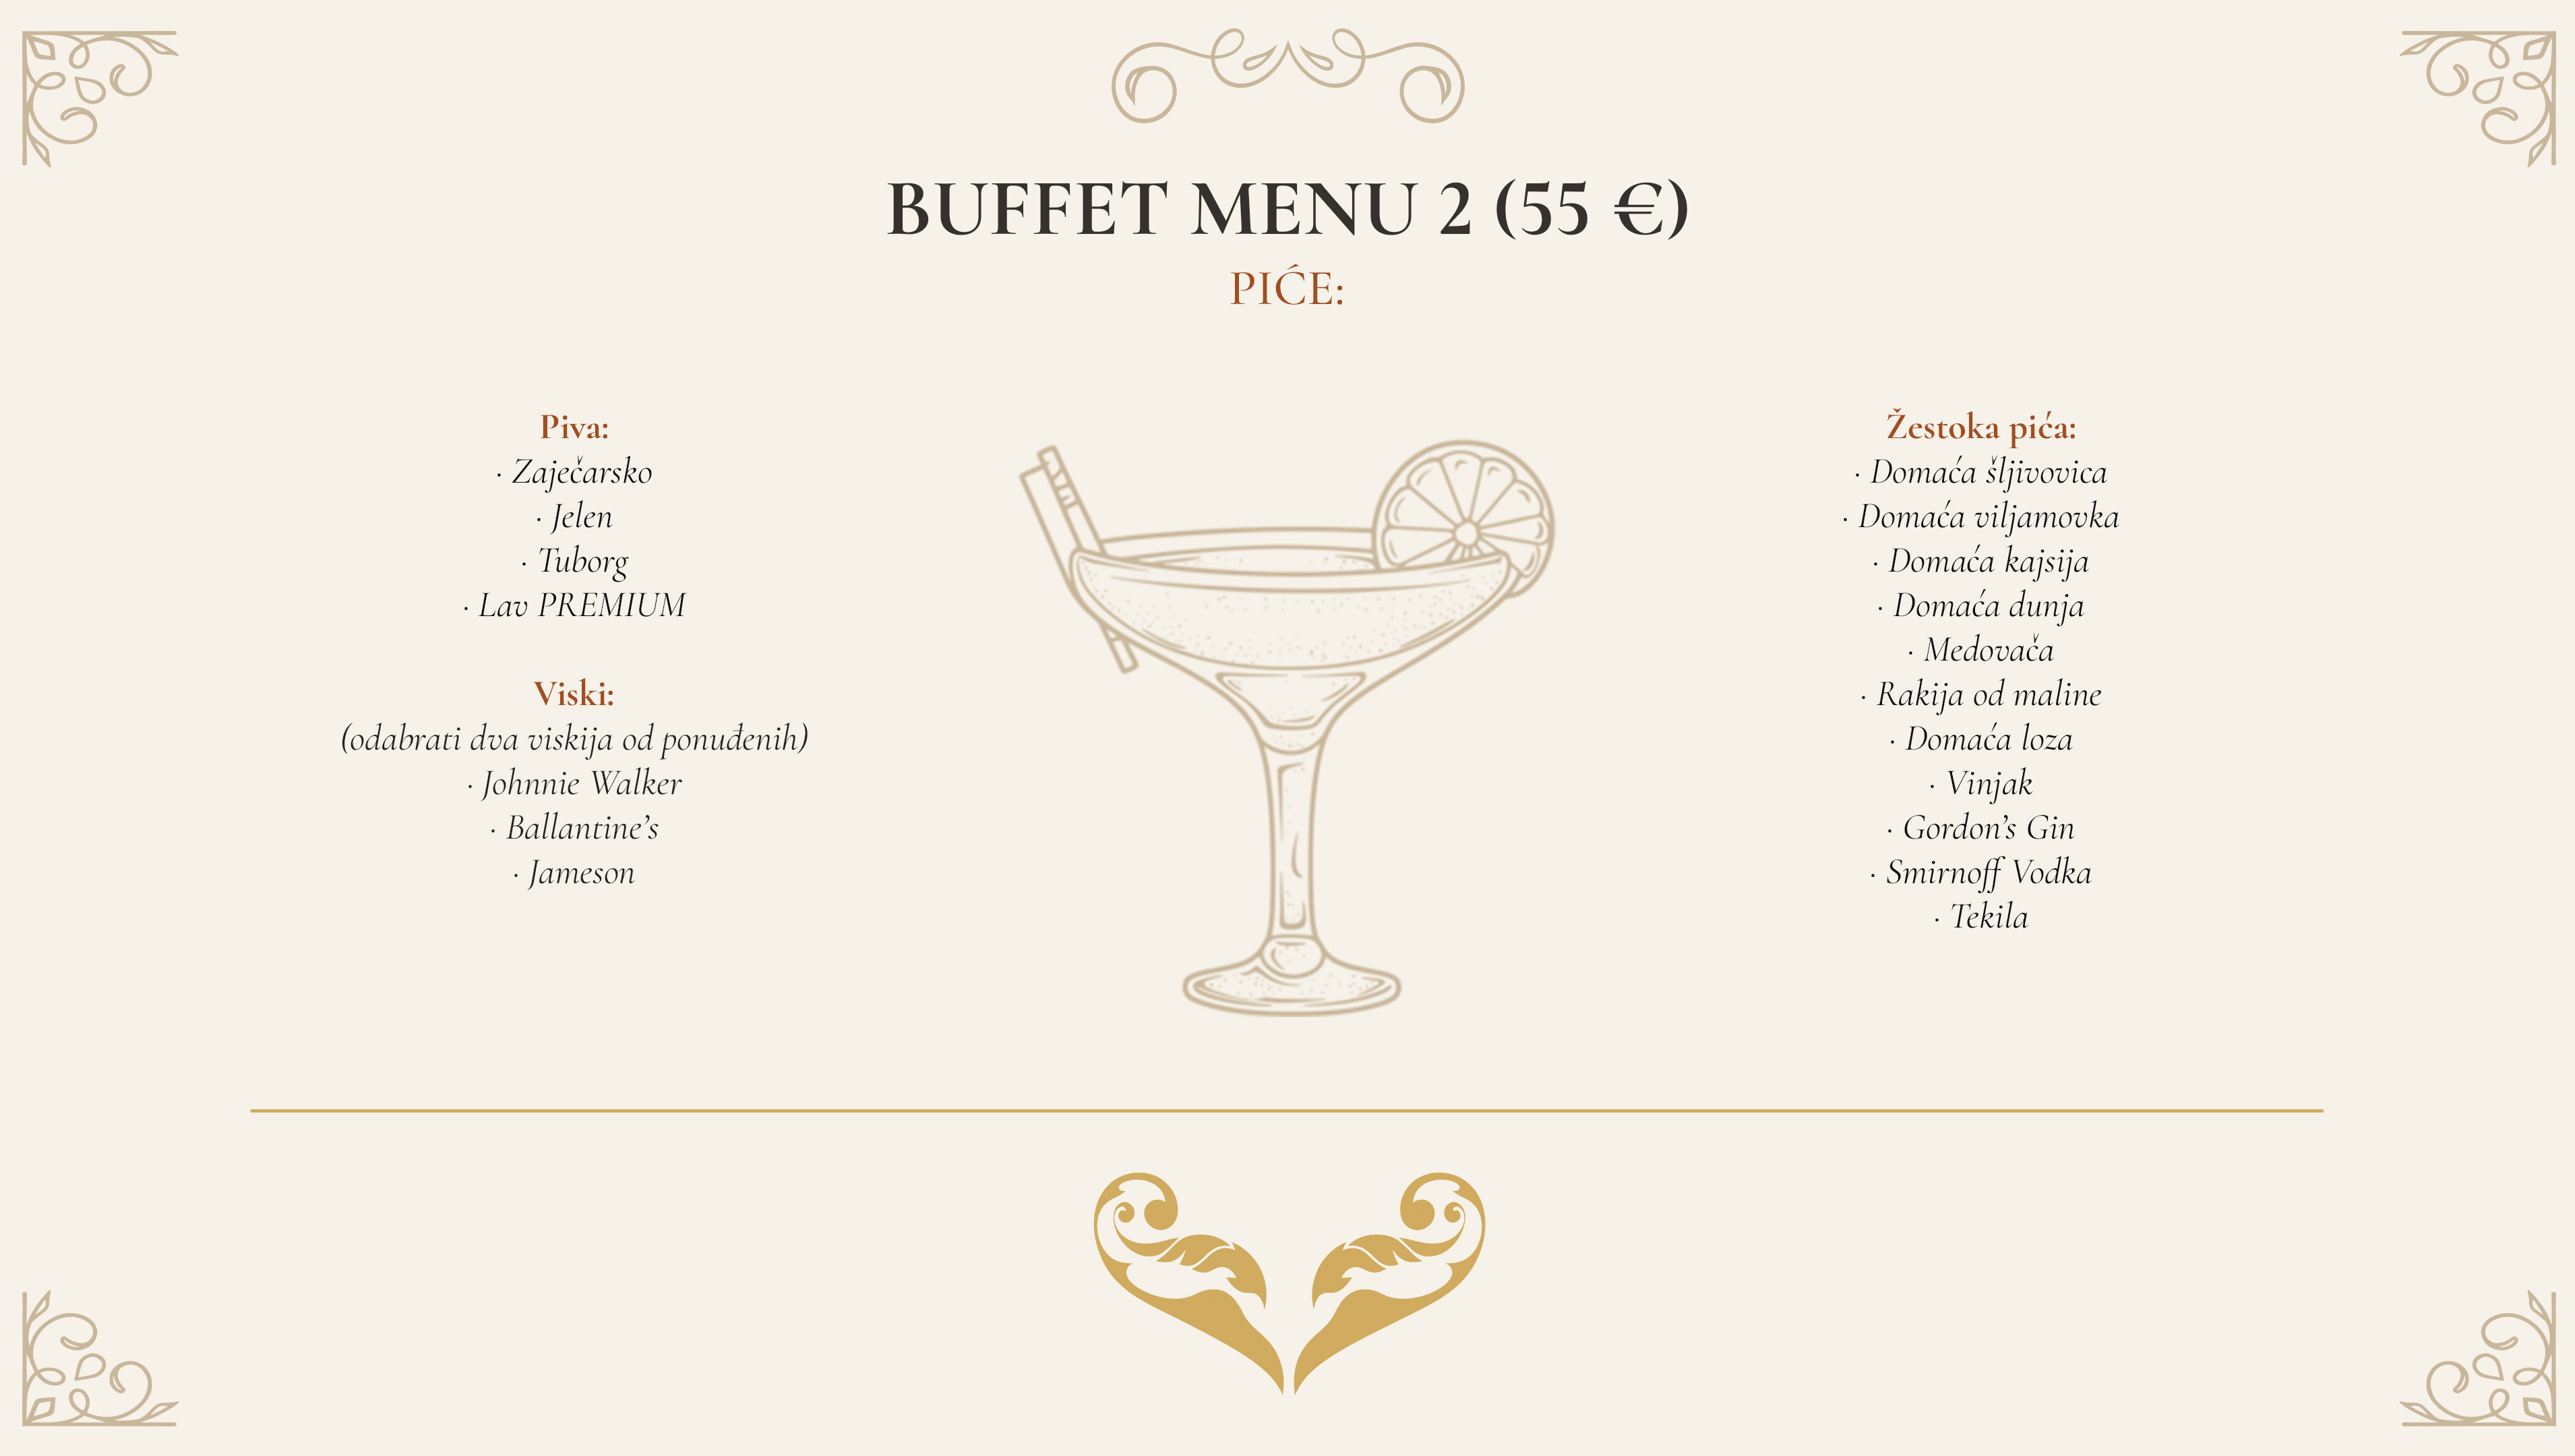 BUFFET MENU 2 (55 €)
PIĆE:
Piva:
· Zaječarsko
· Jelen
· Tuborg
· Lav PREMIUM
Viski:
(odabrati dva viskija od ponuđenih)
· Johnnie Walker
· Ballantine’s
· Jameson
Žestoka pića:
· Domaća šljivovica
· Domaća viljamovka
· Domaća kajsija
· Domaća dunja
· Medovača
· Rakija od maline
· Domaća loza
· Vinjak
· Gordon’s Gin
· Smirnoff Vodka
· Tekila